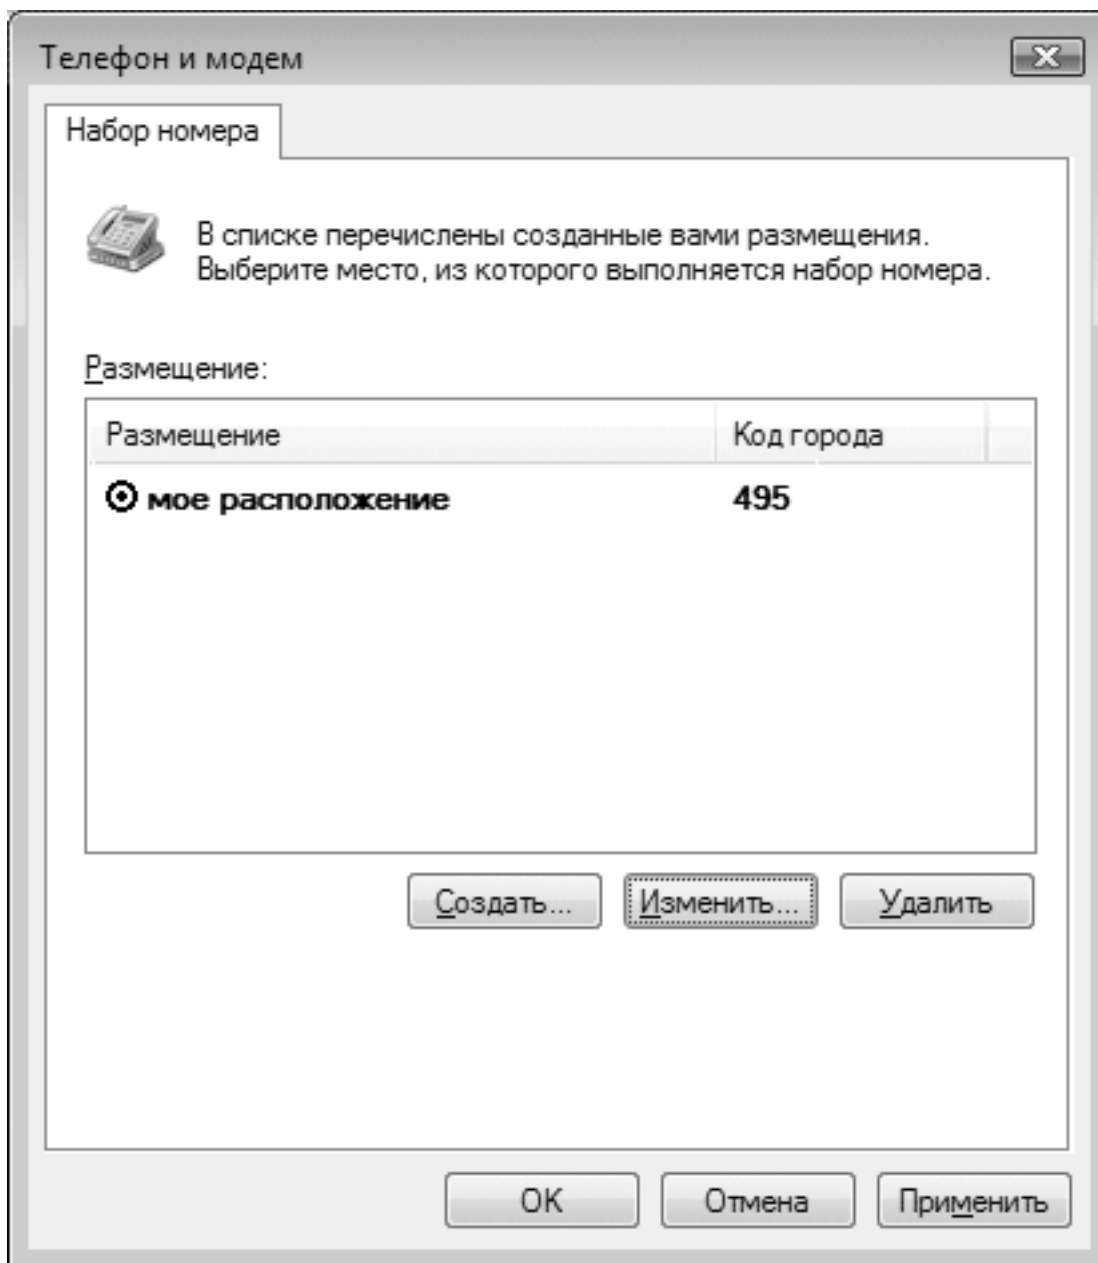 Телефон и модем
Набор номера
В списке перечислены созданные вами размещения.
Выберите место, из которого выполняется набор номера.
Размещение:
Размещение Код города
мое расположение 495
Создать... Изменить... Удалить
OK Отмена Применить